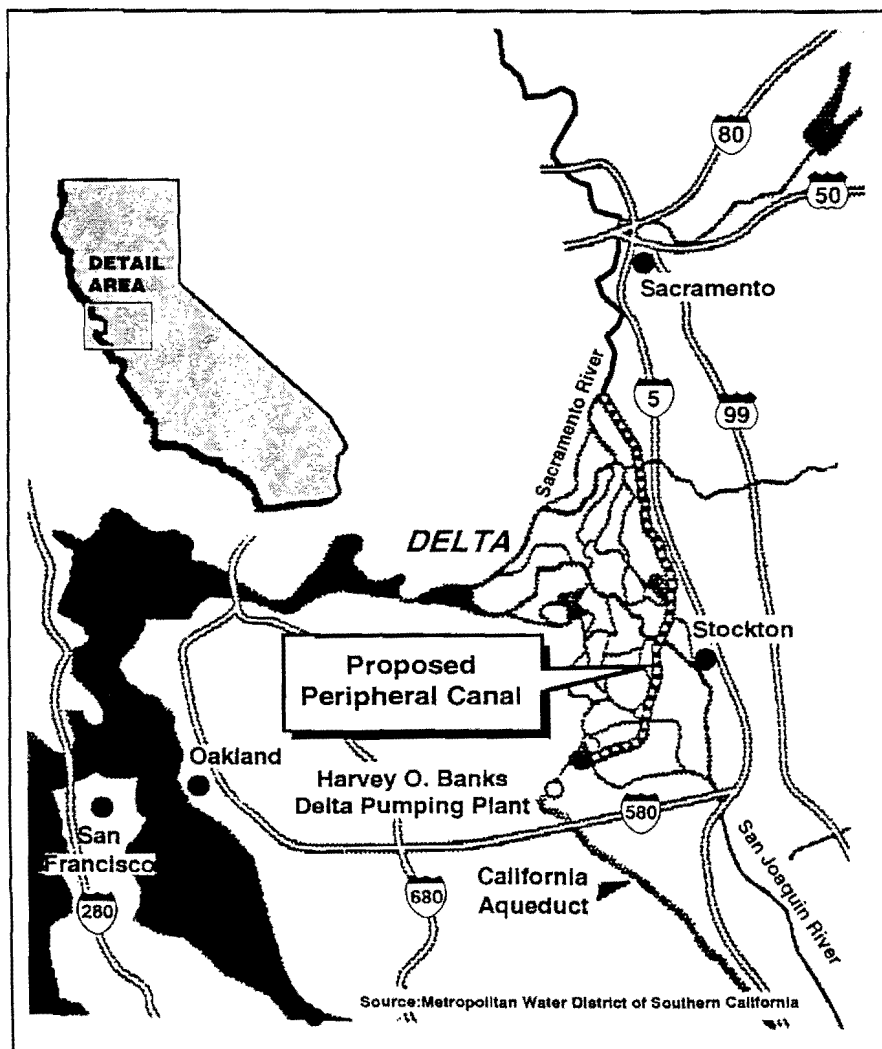 80
50
DETAIL
AREA
Sacramento
Sacramento River
5
99
DELTA
Stockton
Proposed
Peripheral Canal
Oakland
Harvey O. Banks
Delta Pumping Plant
580
San
Francisco
280
680
California
Aqueduct
San Joaquin River
Source:Metropolitan Water District of Southern California